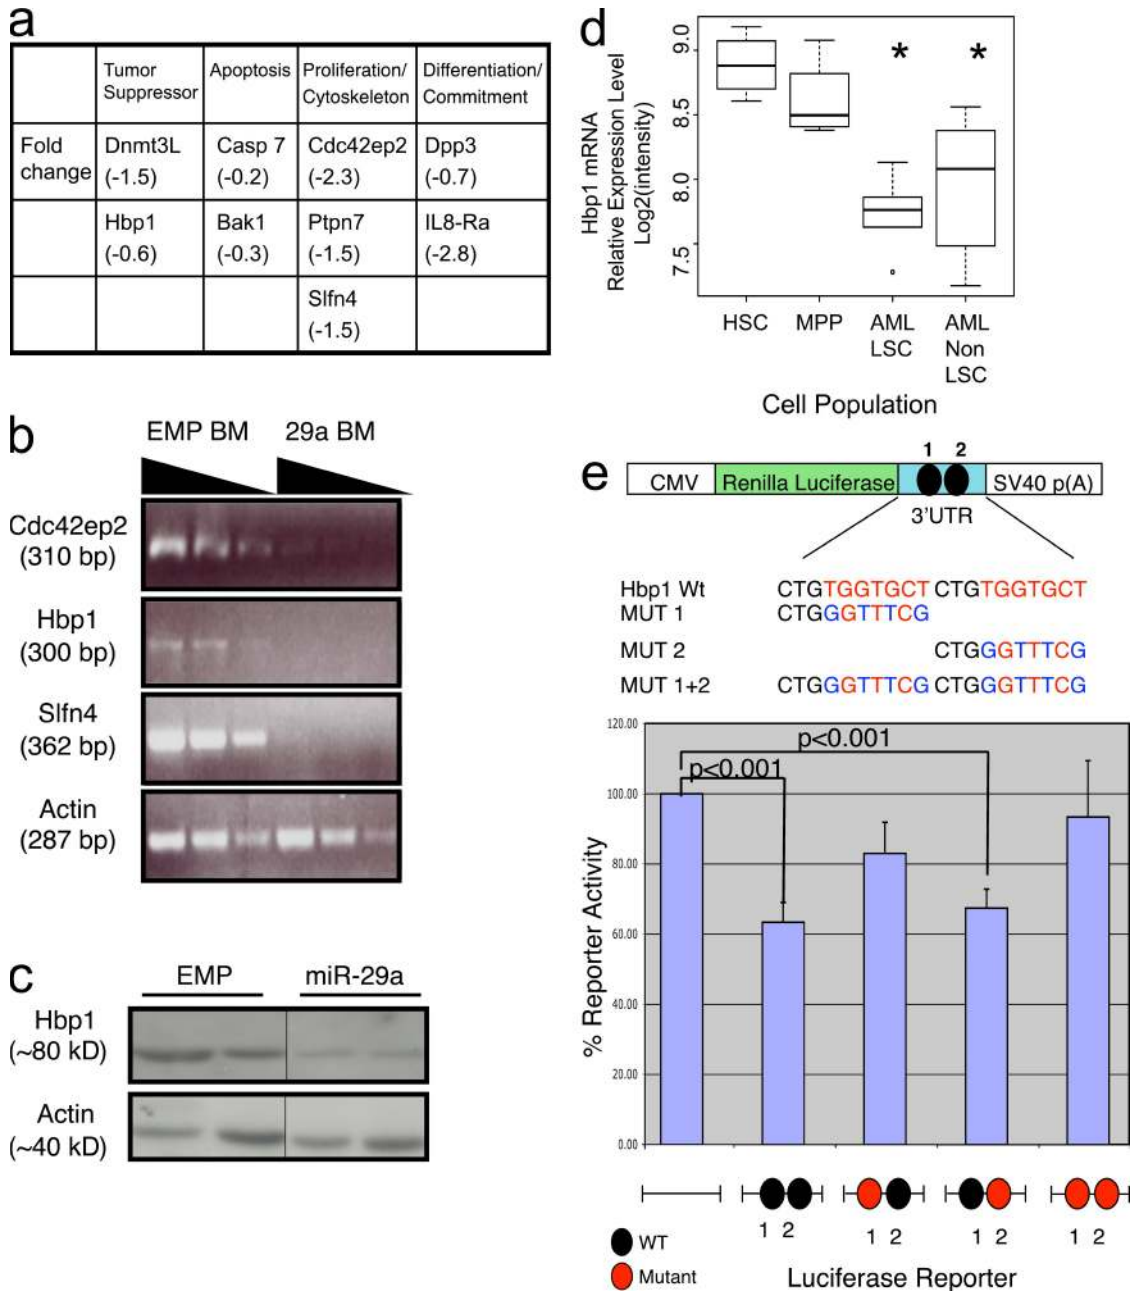 a
Tumor Suppressor
Apoptosis
Proliferation/ Cytoskeleton
Differentiation/ Commitment
Fold change
Dnmt3L (-1.5)
Casp 7 (-0.2)
Cdc42ep2 (-2.3)
Dpp3 (-0.7)
Hbp1 (-0.6)
Bak1 (-0.3)
Ptpn7 (-1.5)
IL8-Ra (-2.8)
Slfn4 (-1.5)
b
EMP BM 29a BM
Cdc42ep2
(310 bp)
Hbp1
(300 bp)
Slfn4
(362 bp)
Actin
(287 bp)
c
EMP miR-29a
Hbp1
(~80 kD)
Actin
(~40 kD)
d
Hbp1 mRNA
Relative Expression Level
Log2(intensity)
9.0
8.5
8.0
7.5
* *
HSC MPP AML LSC AML Non LSC
Cell Population
e
1 2
CMV Renilla Luciferase SV40 p(A)
3'UTR
Hbp1 Wt CTGTGGTGCT CTGTGGTGCT
MUT 1 CTGGGTTTCG
MUT 2 CTGGGTTTCG
MUT 1+2 CTGGGTTTCG CTGGGTTTCG
% Reporter Activity
120.00
100.00
80.00
60.00
40.00
20.00
0.00
p<0.001
p<0.001
1 2 1 2 1 2 1 2
WT
Mutant
Luciferase Reporter